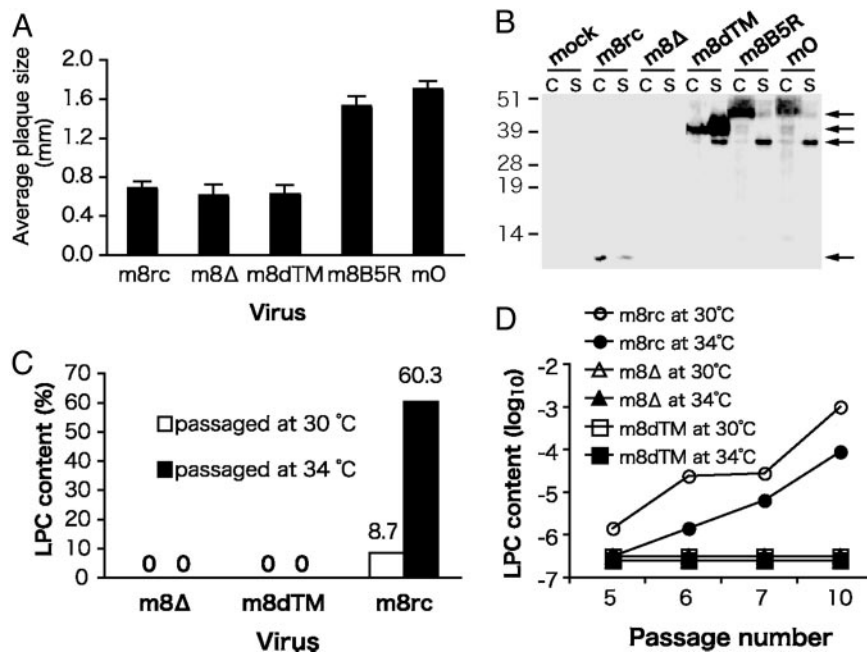 A
Average plaque size
(mm)
2.0
1.6
1.2
0.8
0.4
0.0
m8rc m8Δ m8dTM m8B5R mO
Virus
B
mock m8rc m8Δ m8dTM m8B5R mO
C S C S C S C S C S C S
51
39
28
19
14
C
LPC content (%)
70
60
50
40
30
20
10
0
passaged at 30 °C
passaged at 34 °C
0 0 0 0 8.7 60.3
m8Δ m8dTM m8rc
Virus
D
m8rc at 30°C
m8rc at 34°C
m8Δ at 30°C
m8Δ at 34°C
m8dTM at 30°C
m8dTM at 34°C
LPC content (log10)
-2
-3
-4
-5
-6
-7
5 6 7 10
Passage number